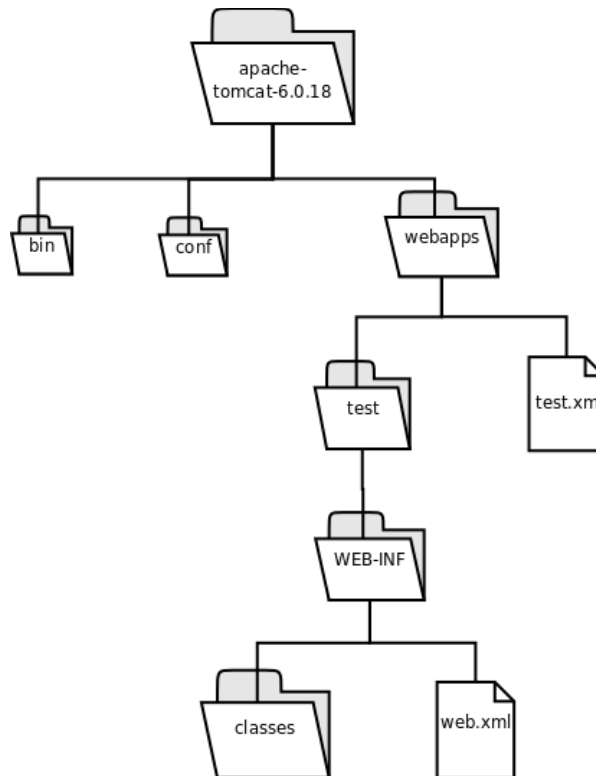 apache-
tomcat-6.0.18
bin
conf
webapps
test
test.xm
WEB-INF
classes
web.xml